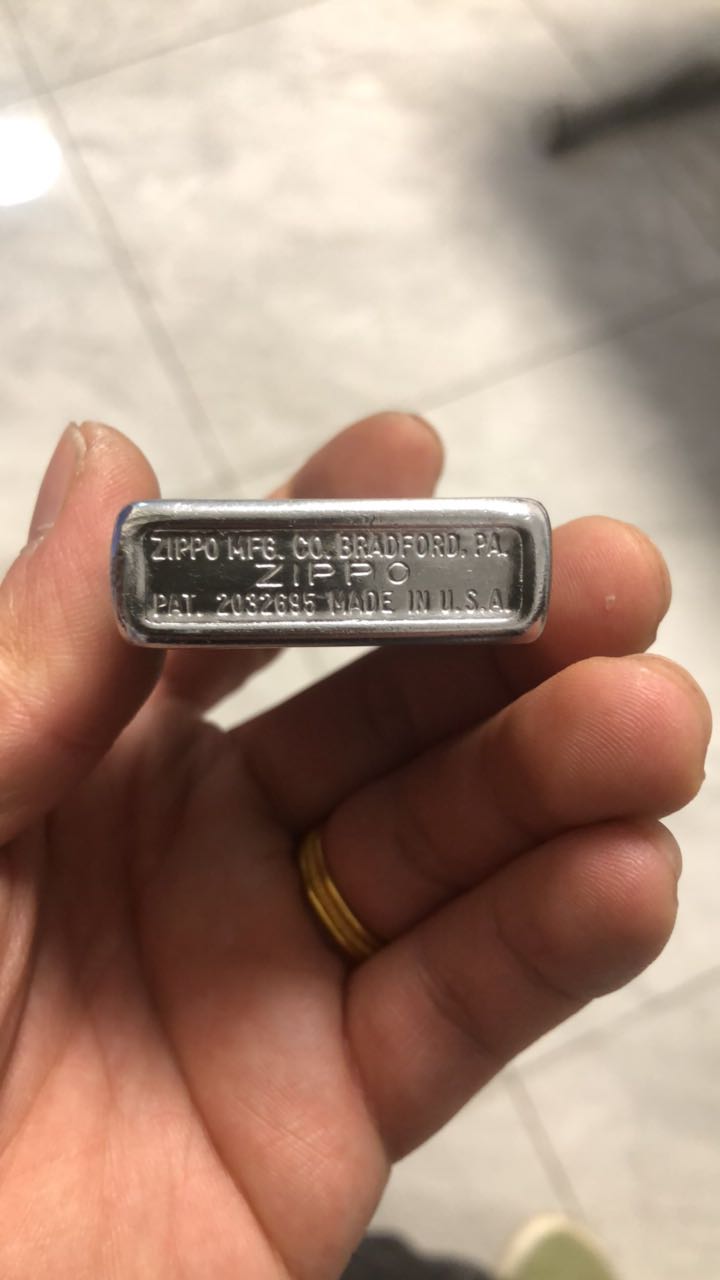 ZIPPO MFG. CO. BRADFORD, PA.
ZIPPO
PAT. 2032695 MADE IN U.S.A.